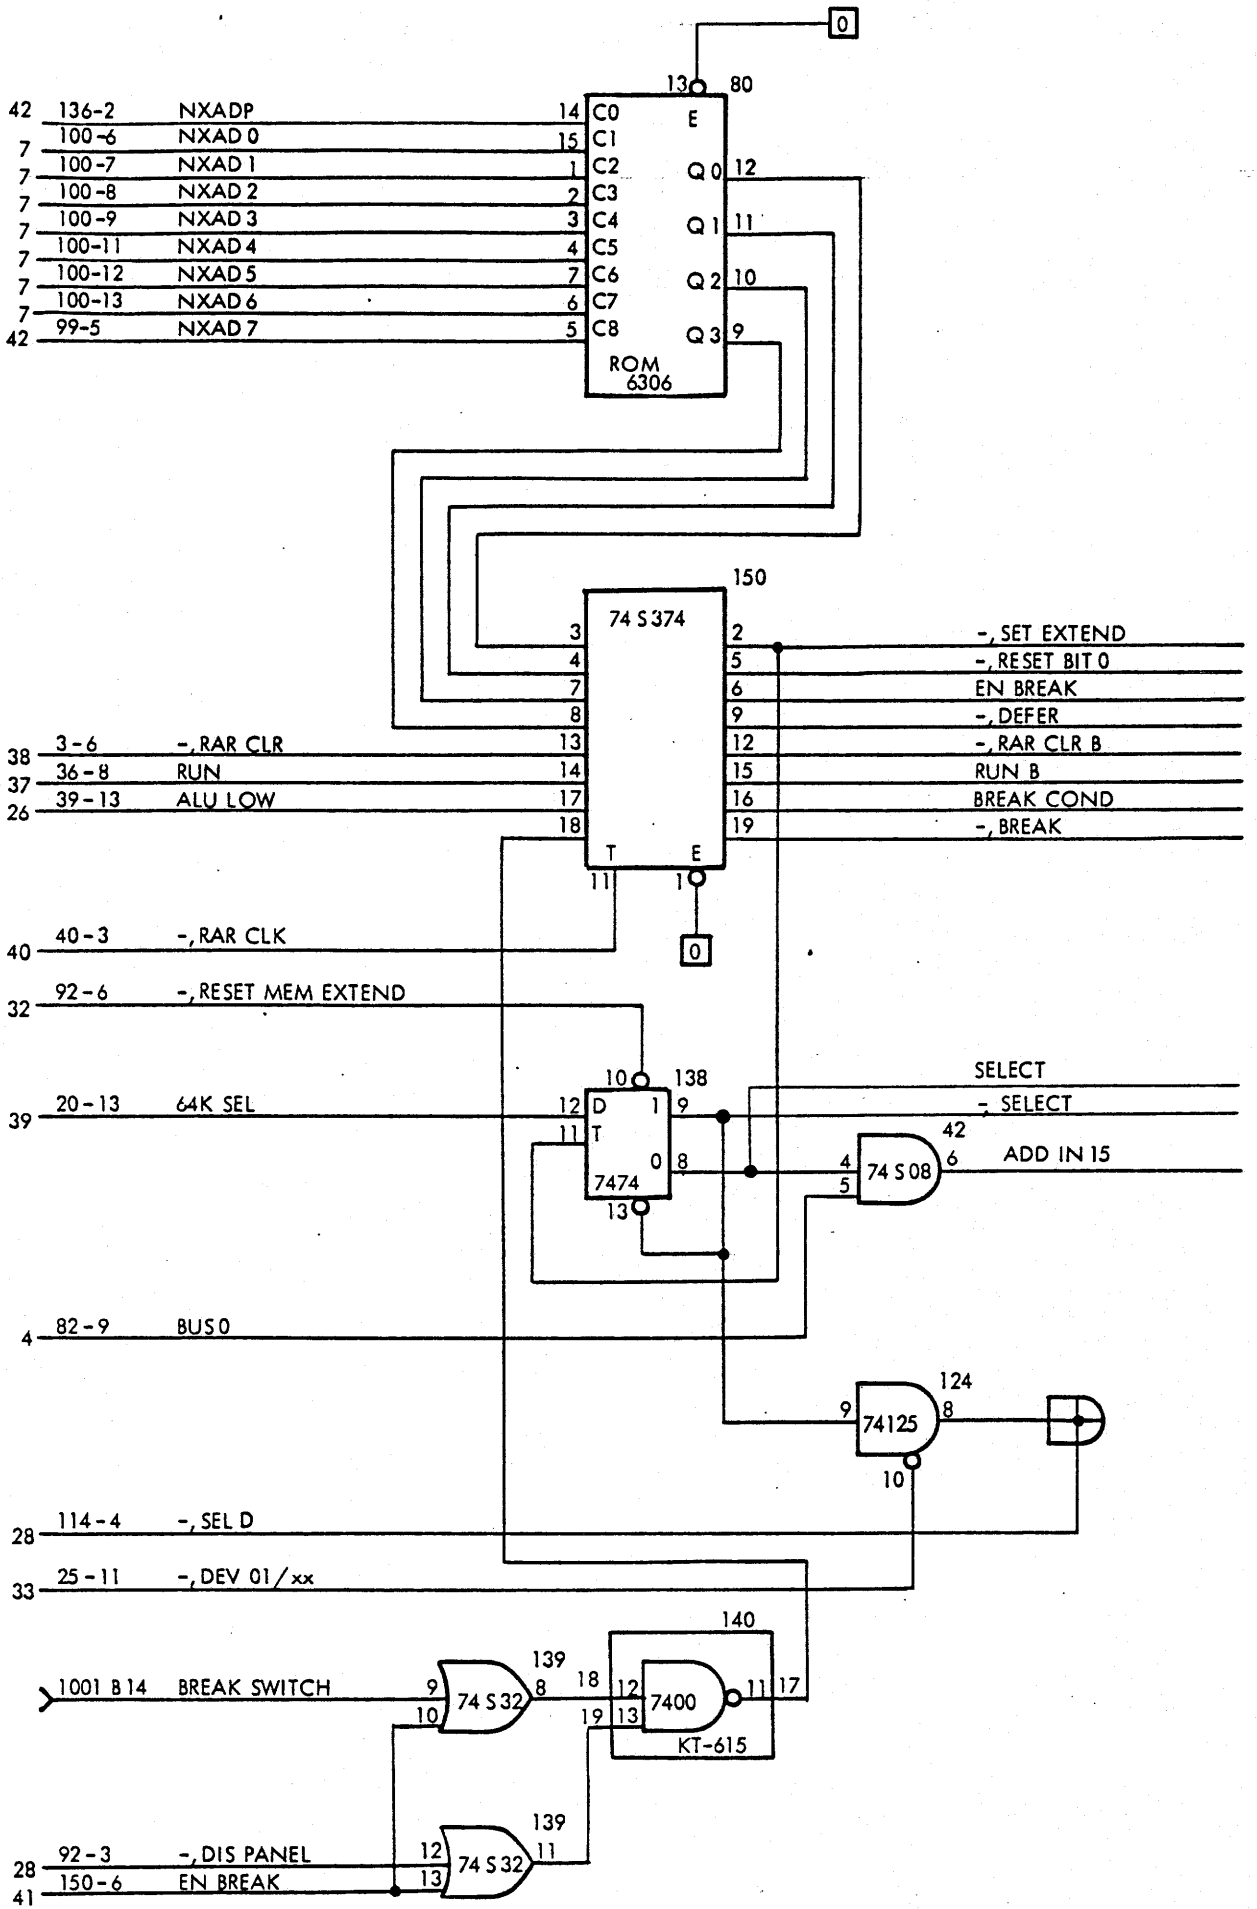 0
13 80
42 136-2 NXADP 14 C0 E
7 100-6 NXAD 0 15 C1
7 100-7 NXAD 1 1 C2 Q 0 12
7 100-8 NXAD 2 2 C3
7 100-9 NXAD 3 3 C4 Q 1 11
7 100-11 NXAD 4 4 C5
7 100-12 NXAD 5 7 C6 Q 2 10
7 100-13 NXAD 6 6 C7
42 99-5 NXAD 7 5 C8 Q 3 9
ROM
6306
150
74 S 374
3 2 -, SET EXTEND
4 5 -, RESET BIT 0
7 6 EN BREAK
8 9 -, DEFER
38 3-6 -, RAR CLR 13 12 -, RAR CLR B
37 36-8 RUN 14 15 RUN B
26 39-13 ALU LOW 17 16 BREAK COND
18 19 -, BREAK
T E
11 1
40 40-3 -, RAR CLK 0
32 92-6 -, RESET MEM EXTEND
10 138 SELECT
39 20-13 64K SEL 12 D 1 9 -, SELECT
11 T 42
0 8 4 74 S 08 6 ADD IN 15
7474 5
13
4 82-9 BUS 0
124
9 74125 8
10
28 114-4 -, SEL D
33 25-11 -, DEV 01/xx
140
139
1001 B 14 BREAK SWITCH 9 74 S 32 8 18 12 7400 11 17
10 19 13
KT-615
139
28 92-3 -, DIS PANEL 12 74 S 32 11
41 150-6 EN BREAK 13